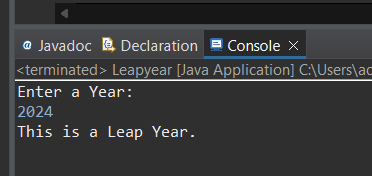 @ Javadoc Declaration Console
<terminated> Leapyear [Java Application] C:\Users\ac
Enter a Year:
2024
This is a Leap Year.